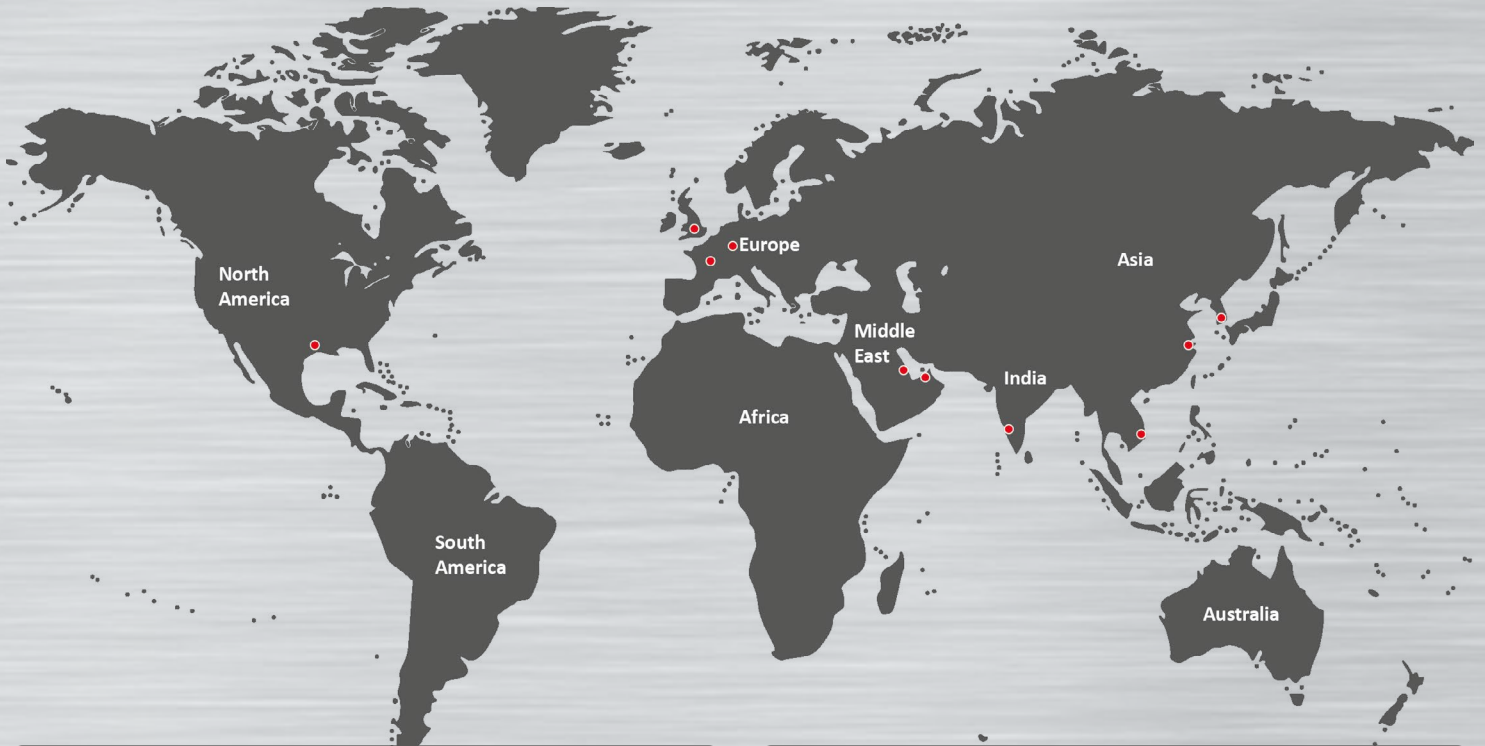 North
America
Europe
Asia
Middle
East
India
Africa
South
America
Australia